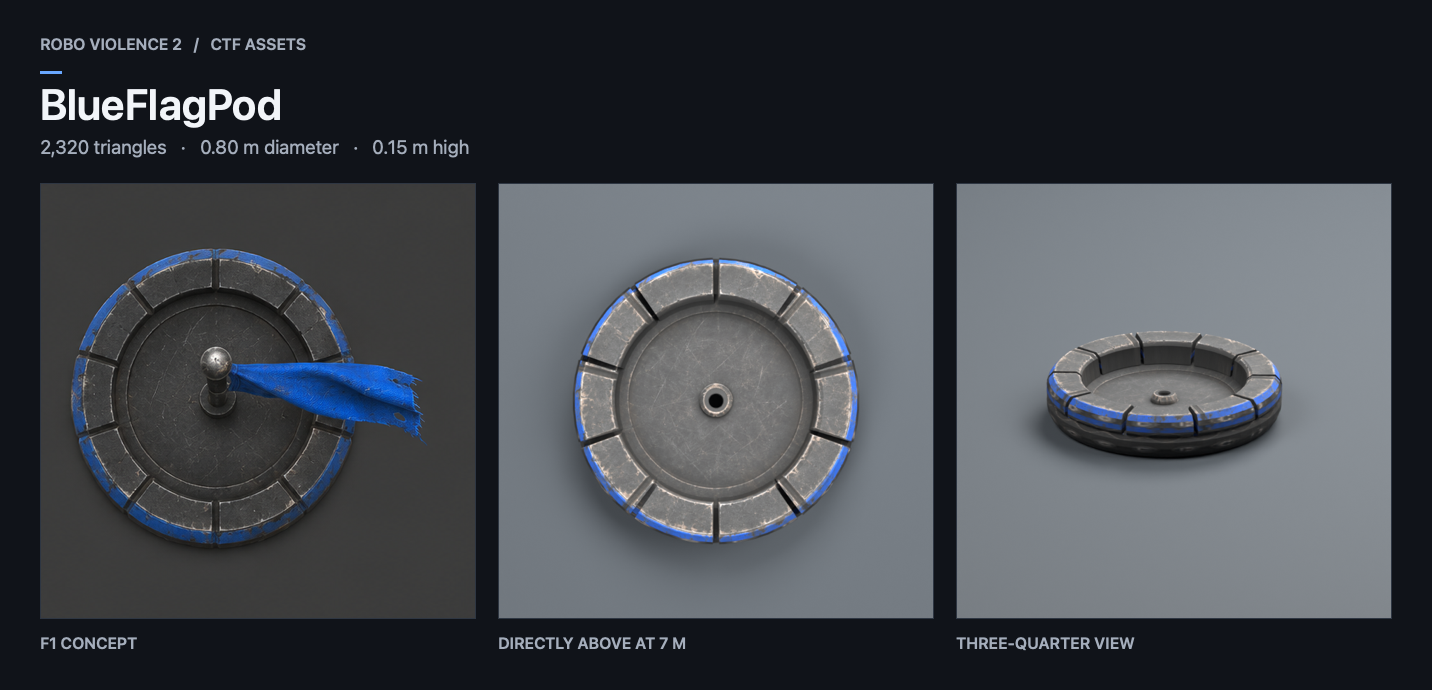 ROBO VIOLENCE 2 / CTF ASSETS
BlueFlagPod
2,320 triangles · 0.80 m diameter · 0.15 m high
F1 CONCEPT
DIRECTLY ABOVE AT 7 M
THREE-QUARTER VIEW